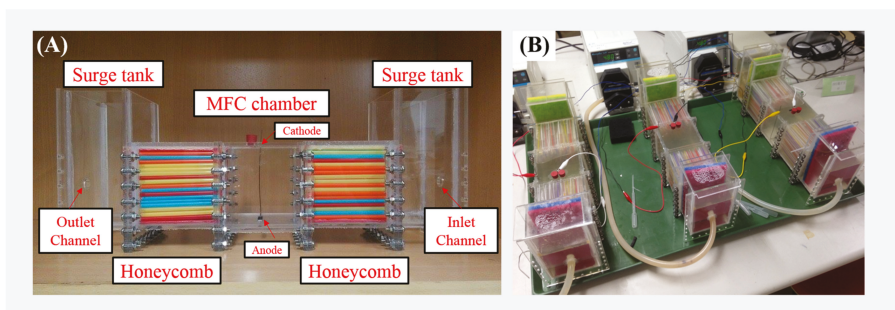 (A)
Surge tank
Surge tank
MFC chamber
Cathode
Outlet
Channel
Inlet
Channel
Anode
Honeycomb
Honeycomb
(B)